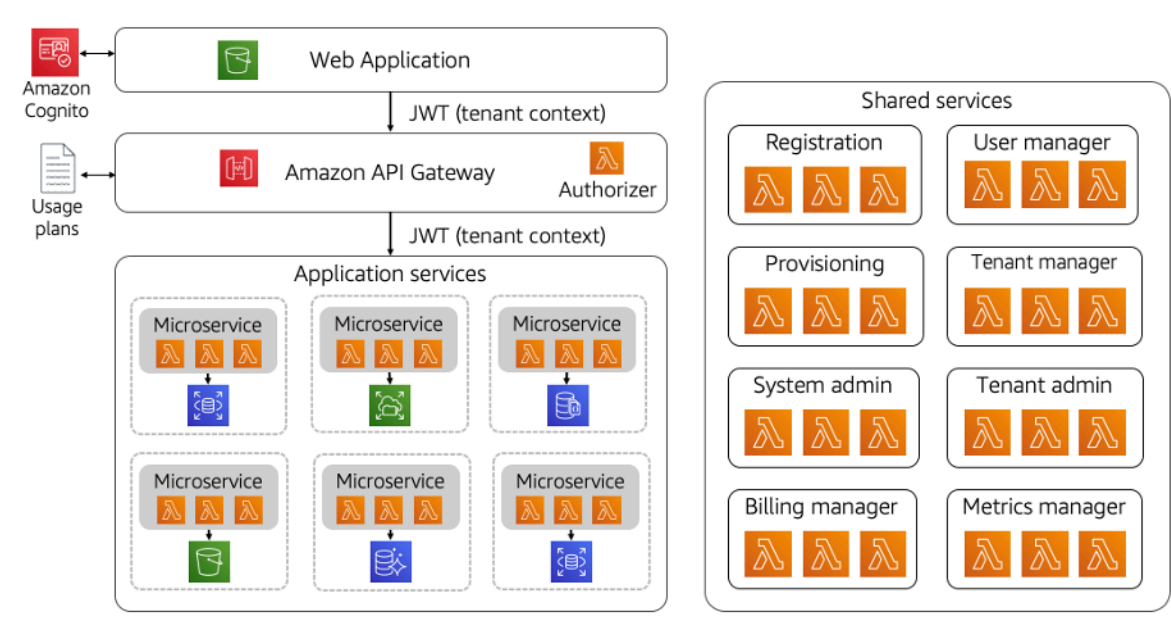 Amazon
Cognito
Web Application
JWT (tenant context)
Usage
plans
Amazon API Gateway
Authorizer
JWT (tenant context)
Application services
Microservice
Microservice
Microservice
Microservice
Microservice
Microservice
Shared services
Registration
User manager
Provisioning
Tenant manager
System admin
Tenant admin
Billing manager
Metrics manager